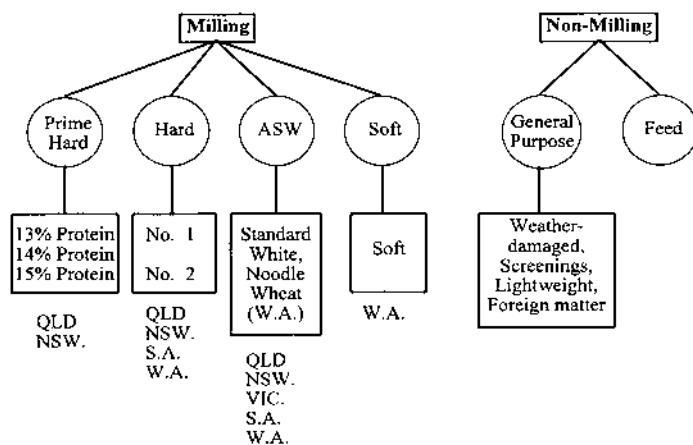 Milling
Non-Milling
Prime
Hard
Hard
ASW
Soft
General
Purpose
Feed
13% Protein
14% Protein
15% Protein
No. 1
No. 2
Standard
White,
Noodle
Wheat
(W.A.)
Soft
Weather-
damaged,
Screenings,
Lightweight,
Foreign matter
QLD
NSW.
QLD
NSW.
S.A.
W.A.
QLD
NSW.
VIC.
S.A.
W.A.
W.A.